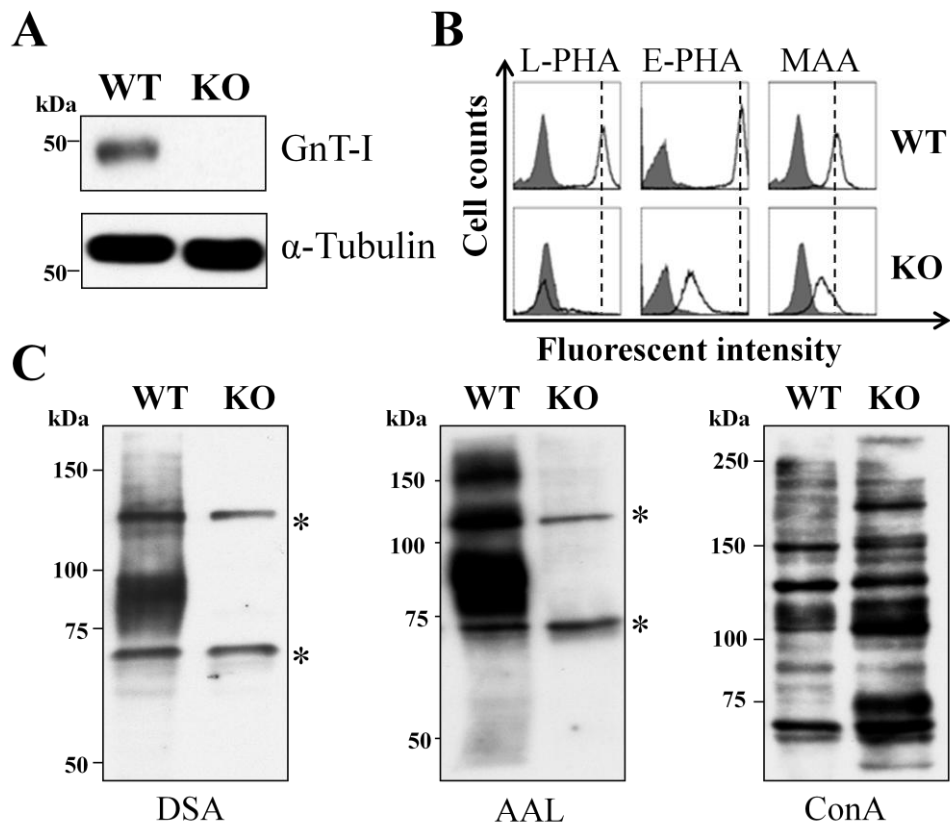 A
WT KO
kDa
50
GnT-I
α-Tubulin
50
B
L-PHA E-PHA MAA
Cell counts
WT
KO
Fluorescent intensity
C
WT KO
kDa
150
*
100
75
*
50
DSA
WT KO
kDa
150
*
100
75
*
50
AAL
WT KO
kDa
250
150
100
75
ConA